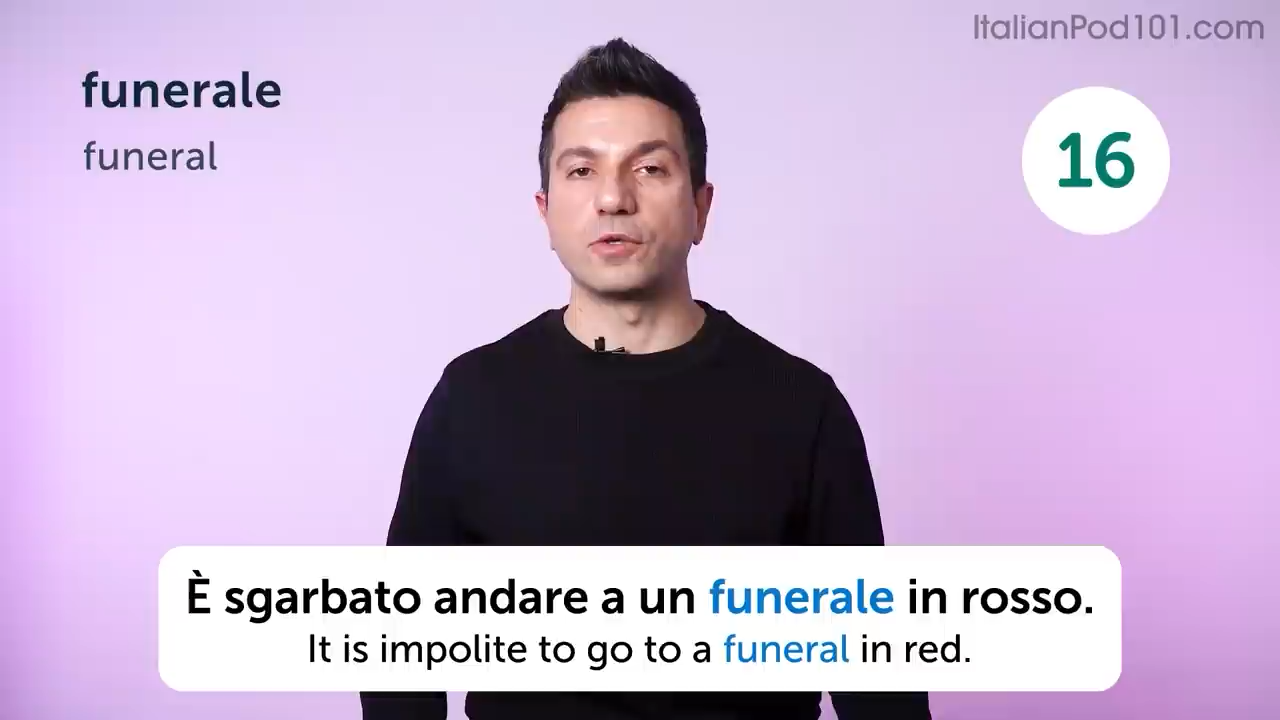 ItalianPod101.com
funerale
funeral
16
È sgarbato andare a un funerale in rosso.
It is impolite to go to a funeral in red.